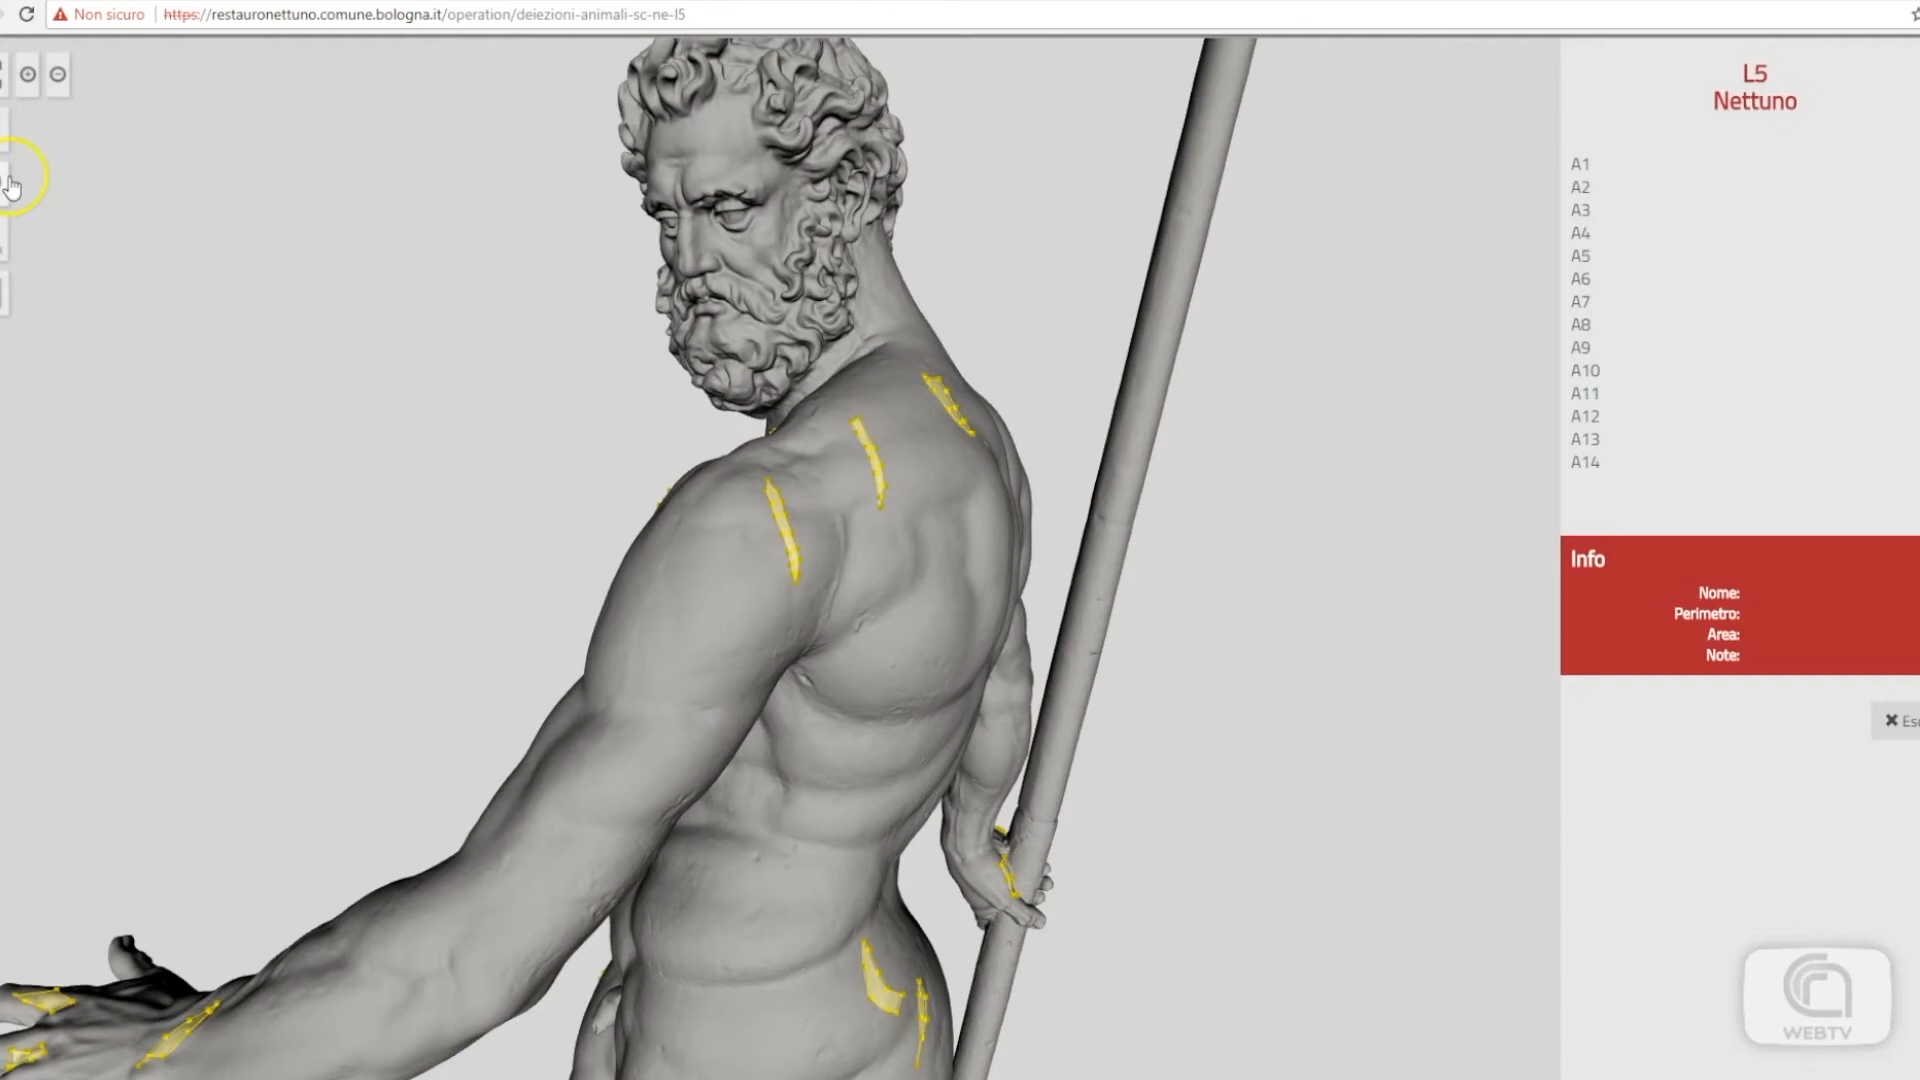 Non sicuro https://restauronettuno.comune.bologna.it/operation/deiezioni-animali-sc-ne-l5
L5
Nettuno
A1
A2
A3
A4
A5
A6
A7
A8
A9
A10
A11
A12
A13
A14
Info
Nome:
Perimetro:
Area:
Note:
WEBTV